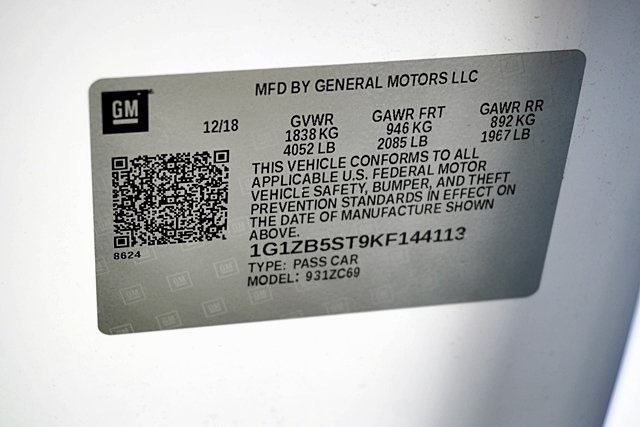 MFD BY GENERAL MOTORS LLC
GM
12/18
GVWR
1838 KG
4052 LB
GAWR FRT
946 KG
2085 LB
GAWR RR
892 KG
1967 LB
THIS VEHICLE CONFORMS TO ALL
APPLICABLE U.S. FEDERAL MOTOR
VEHICLE SAFETY, BUMPER, AND THEFT
PREVENTION STANDARDS IN EFFECT ON
THE DATE OF MANUFACTURE SHOWN
ABOVE.
8624
1G1ZB5ST9KF144113
TYPE: PASS CAR
MODEL: 931ZC69